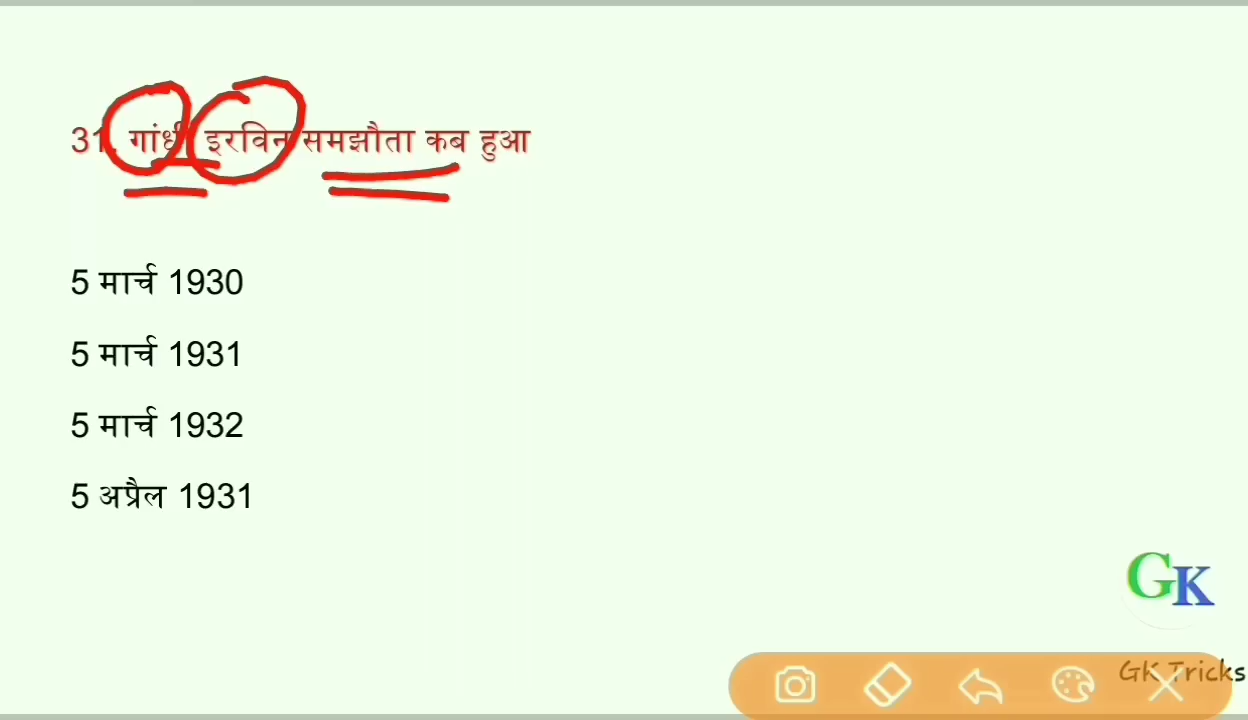 31. गांधी इरविन समझौता कब हुआ
5 मार्च 1930
5 मार्च 1931
5 मार्च 1932
5 अप्रैल 1931
GK
GK Tricks